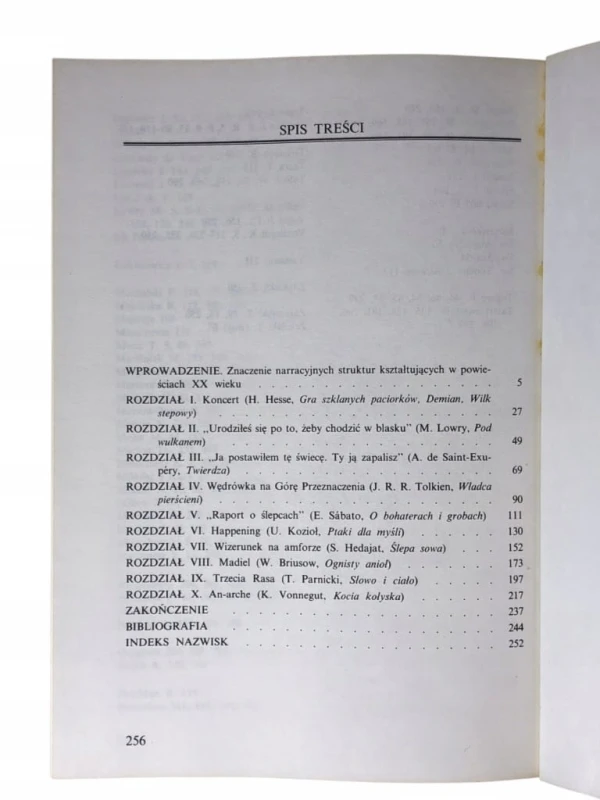 SPIS TREŚCI
WPROWADZENIE. Znaczenie narracyjnych struktur kształtujących w powie-
ściach XX wieku . . . . . . . . . . . . . . . . 5
ROZDZIAŁ I. Koncert (H. Hesse, Gra szklanych paciorków, Demian, Wilk
stepowy) . . . . . . . . . . . . . . . . . . 27
ROZDZIAŁ II. „Urodziłeś się po to, żeby chodzić w blasku" (M. Lowry, Pod
wulkanem) . . . . . . . . . . . . . . . . . . 49
ROZDZIAŁ III. „Ja postawiłem tę świecę. Ty ją zapalisz" (A. de Saint-Exu-
pèry, Twierdza) . . . . . . . . . . . . . . . . 69
ROZDZIAŁ IV. Wędrówka na Górę Przeznaczenia (J. R. R. Tolkien, Władca
pierścieni) . . . . . . . . . . . . . . . . . . 90
ROZDZIAŁ V. „Raport o ślepcach" (E. Sábato, O bohaterach i grobach) 111
ROZDZIAŁ VI. Happening (U. Kozioł, Ptaki dla myśli) . . . . . 130
ROZDZIAŁ VII. Wizerunek na amforze (S. Hedajat, Ślepa sowa) . . . 152
ROZDZIAŁ VIII. Madiel (W. Briusow, Ognisty anioł) . . . . . . 173
ROZDZIAŁ IX. Trzecia Rasa (T. Parnicki, Słowo i ciało) . . . . . 197
ROZDZIAŁ X. An-arche (K. Vonnegut, Kocia kołyska) . . . . . 217
ZAKOŃCZENIE . . . . . . . . . . . . . . . . . 237
BIBLIOGRAFIA . . . . . . . . . . . . . . . . . 244
INDEKS NAZWISK . . . . . . . . . . . . . . . . 252
256